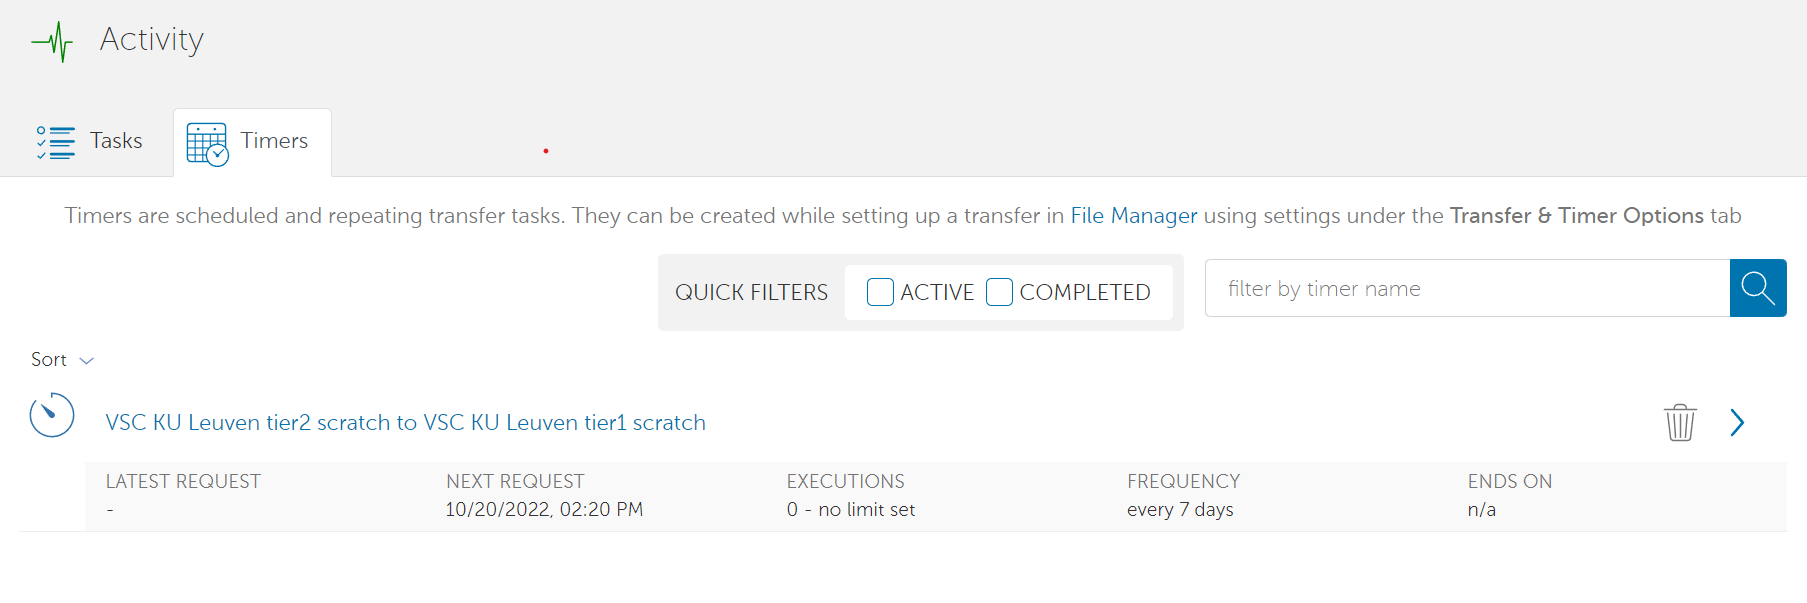 Activity
Tasks
Timers
Timers are scheduled and repeating transfer tasks. They can be created while setting up a transfer in File Manager using settings under the Transfer & Timer Options tab
QUICK FILTERS ACTIVE COMPLETED
filter by timer name
Sort
VSC KU Leuven tier2 scratch to VSC KU Leuven tier1 scratch
LATEST REQUEST NEXT REQUEST EXECUTIONS FREQUENCY ENDS ON
- 10/20/2022, 02:20 PM 0 - no limit set every 7 days n/a